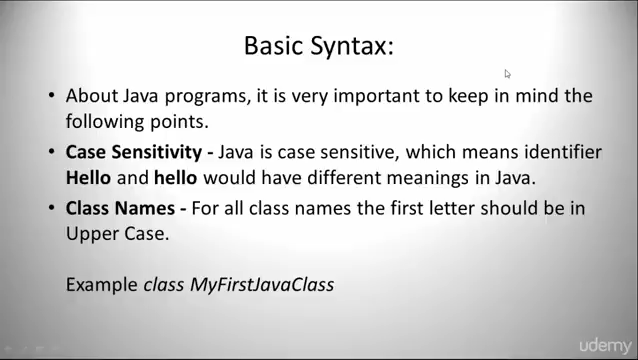 Basic Syntax:
• About Java programs, it is very important to keep in mind the
following points.
• Case Sensitivity - Java is case sensitive, which means identifier
Hello and hello would have different meanings in Java.
• Class Names - For all class names the first letter should be in
Upper Case.
Example class MyFirstJavaClass
udemy